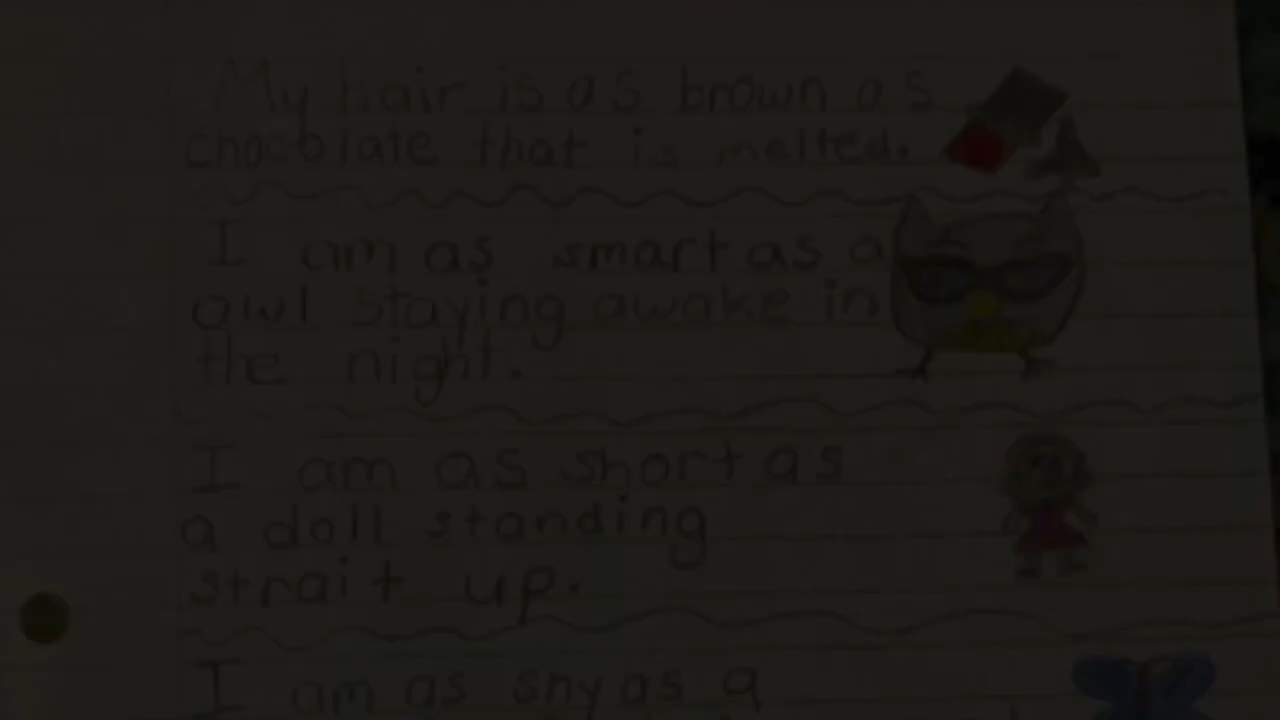 My hair is as brown as
chocolate that is melted.
I am as smart as a
owl staying awake in
the night.
I am as short as
a doll standing
strait up.
I am as shy as a